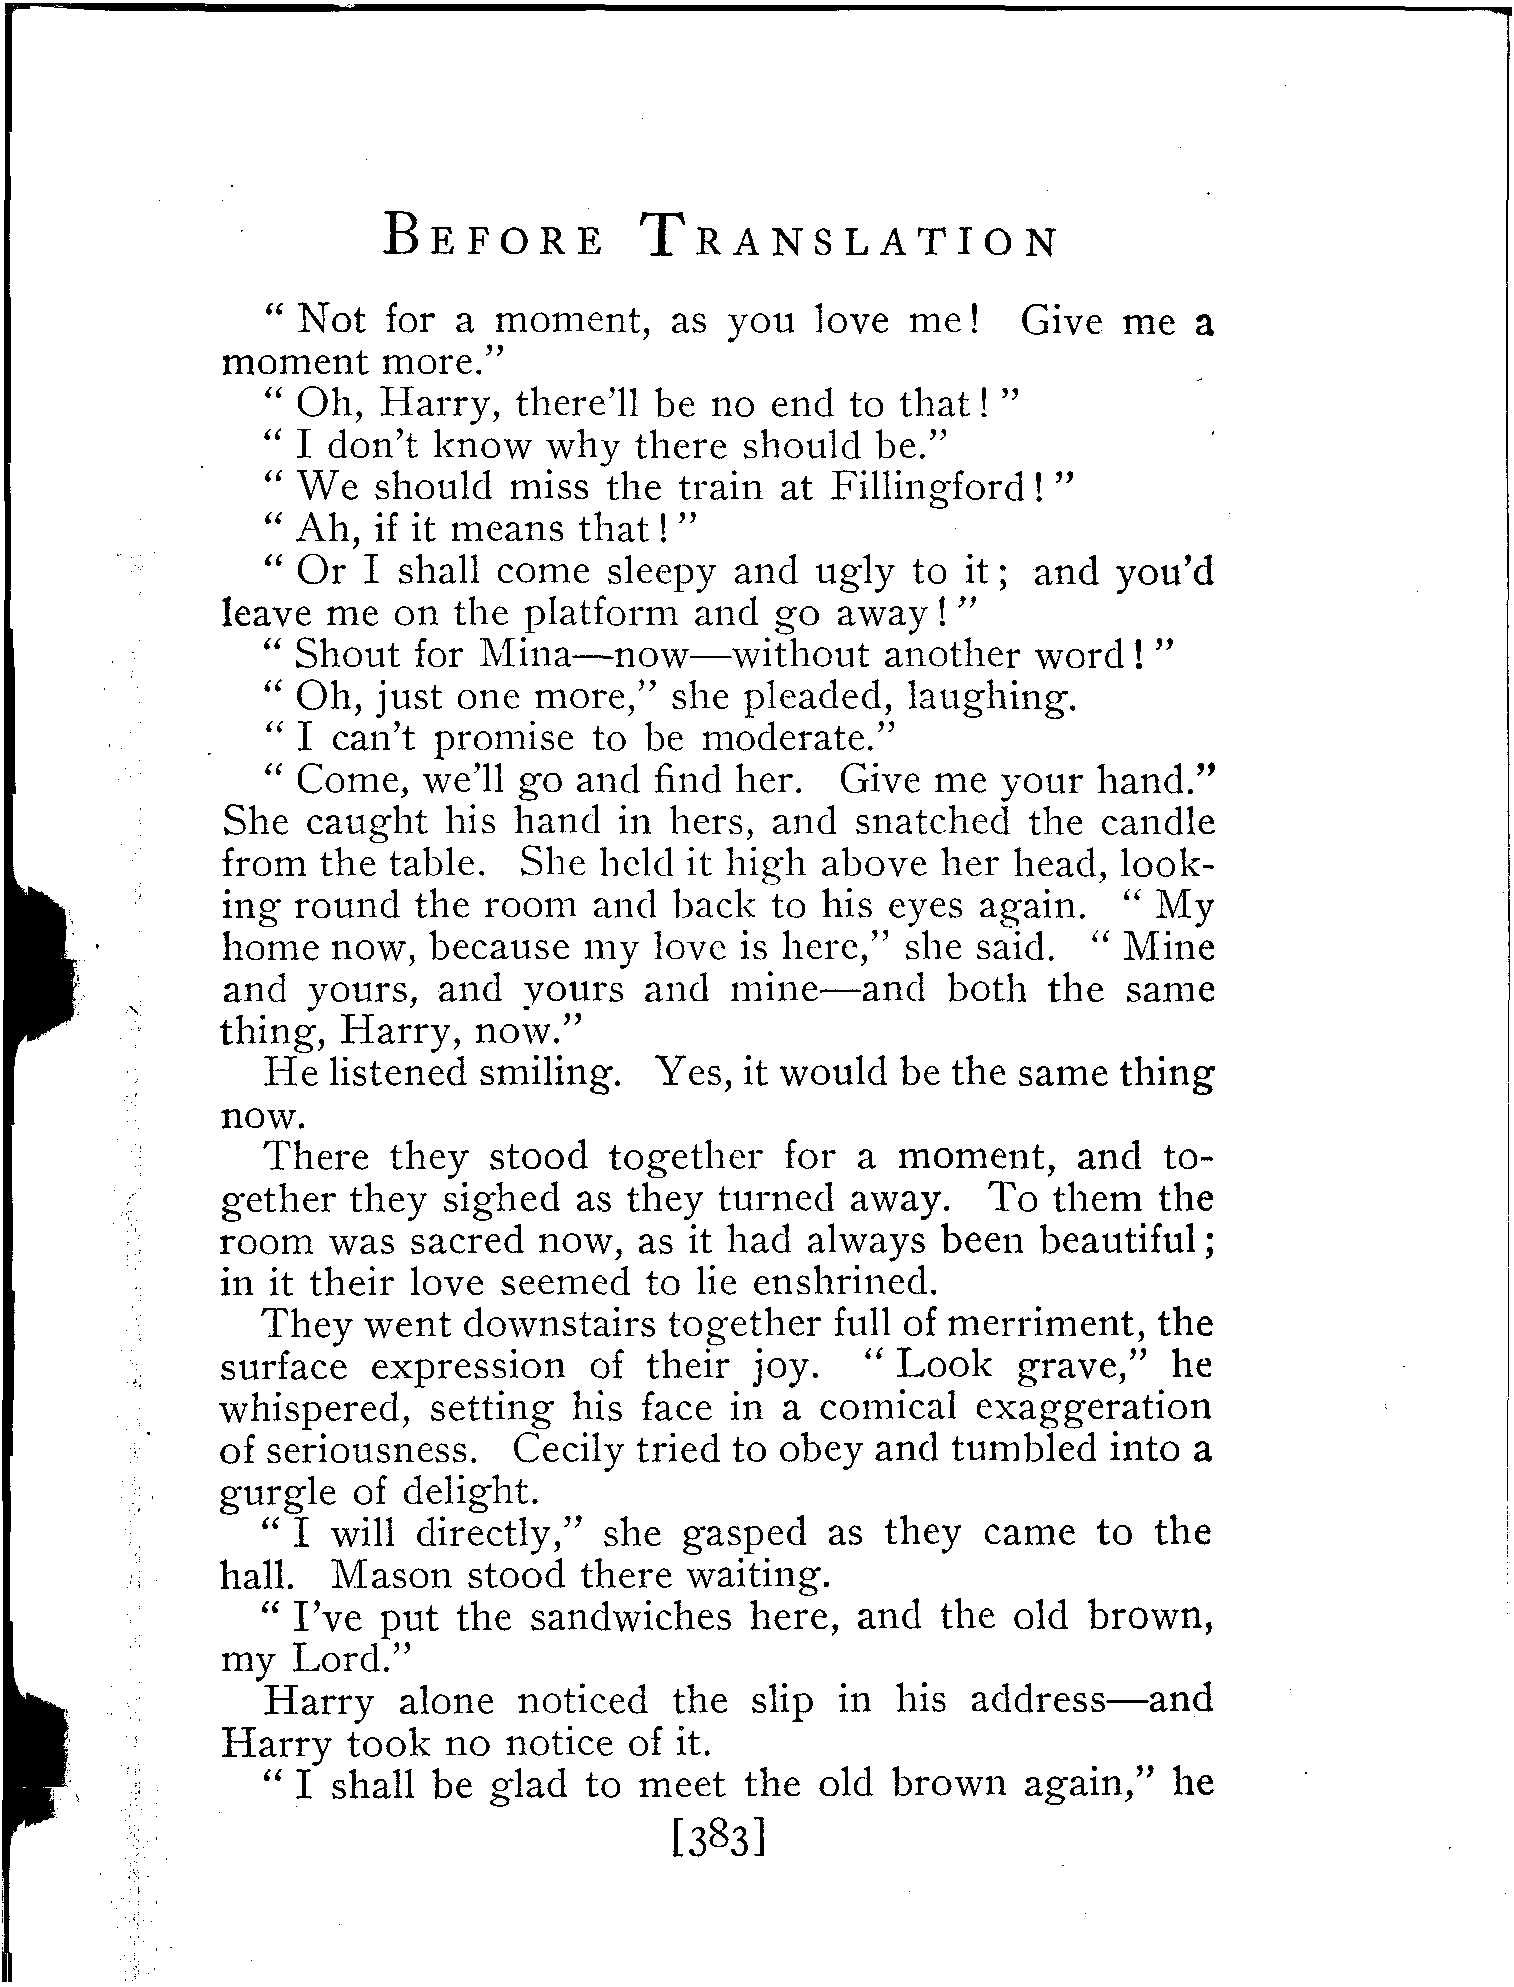 BEFORE TRANSLATION
“ Not for a moment, as you love me! Give me a
moment more.”
“ Oh, Harry, there'll be no end to that! ”
“ I don't know why there should be.”
“ We should miss the train at Fillingford! ”
“ Ah, if it means that! ”
“ Or I shall come sleepy and ugly to it; and you'd
leave me on the platform and go away! ”
“ Shout for Mina—now—without another word! ”
“ Oh, just one more,” she pleaded, laughing.
“ I can't promise to be moderate.”
“ Come, we'll go and find her. Give me your hand.”
She caught his hand in hers, and snatched the candle
from the table. She held it high above her head, look-
ing round the room and back to his eyes again. “ My
home now, because my love is here,” she said. “ Mine
and yours, and yours and mine—and both the same
thing, Harry, now.”
He listened smiling. Yes, it would be the same thing
now.
There they stood together for a moment, and to-
gether they sighed as they turned away. To them the
room was sacred now, as it had always been beautiful;
in it their love seemed to lie enshrined.
They went downstairs together full of merriment, the
surface expression of their joy. “ Look grave,” he
whispered, setting his face in a comical exaggeration
of seriousness. Cecily tried to obey and tumbled into a
gurgle of delight.
“ I will directly,” she gasped as they came to the
hall. Mason stood there waiting.
“ I've put the sandwiches here, and the old brown,
my Lord.”
Harry alone noticed the slip in his address—and
Harry took no notice of it.
“ I shall be glad to meet the old brown again,” he
[383]